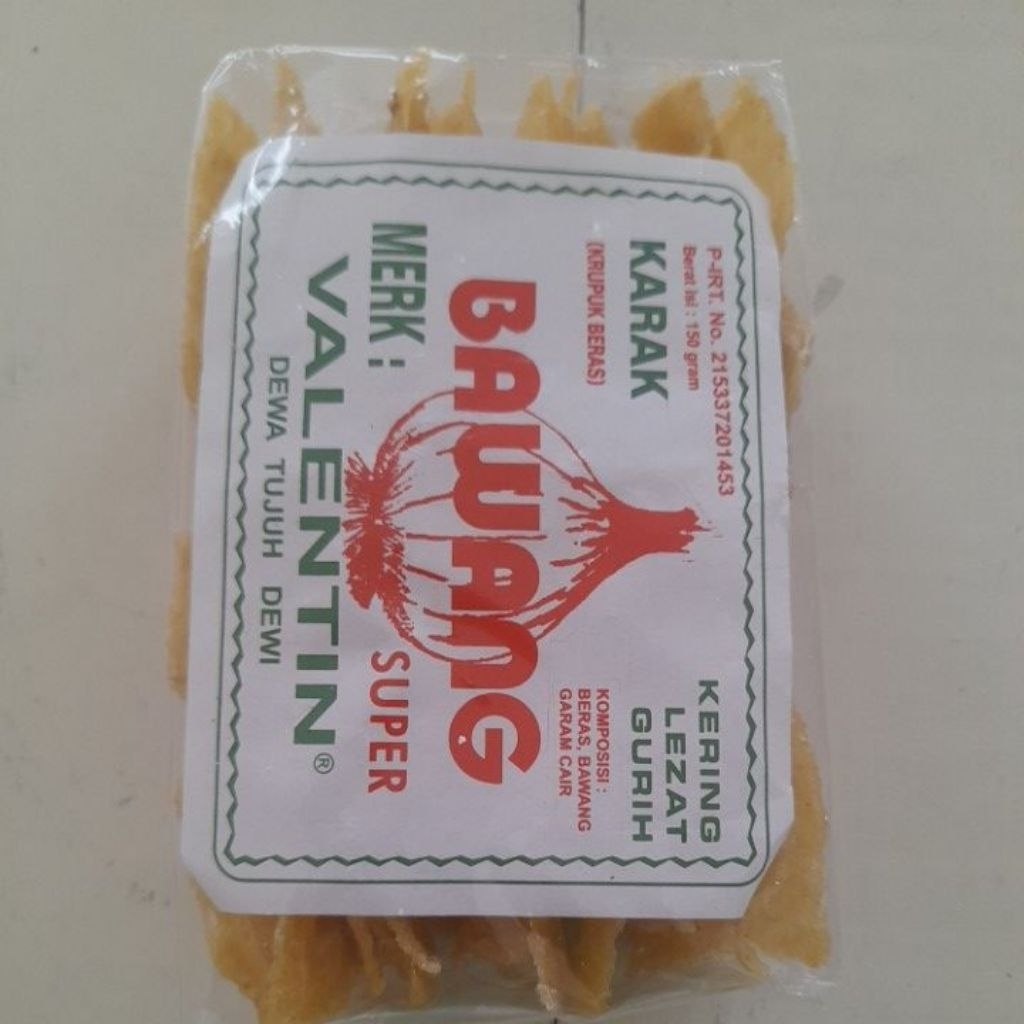 P-IRT. No. 215337201453
Berat Isi : 150 gram
KARAK
(KRUPUK BERAS)
KERING
LEZAT
GURIH
KOMPOSISI :
BERAS, BAWANG
GARAM CAIR
BAWANG
MERK :
SUPER
VALENTIN®
DEWA TUJUH DEWI